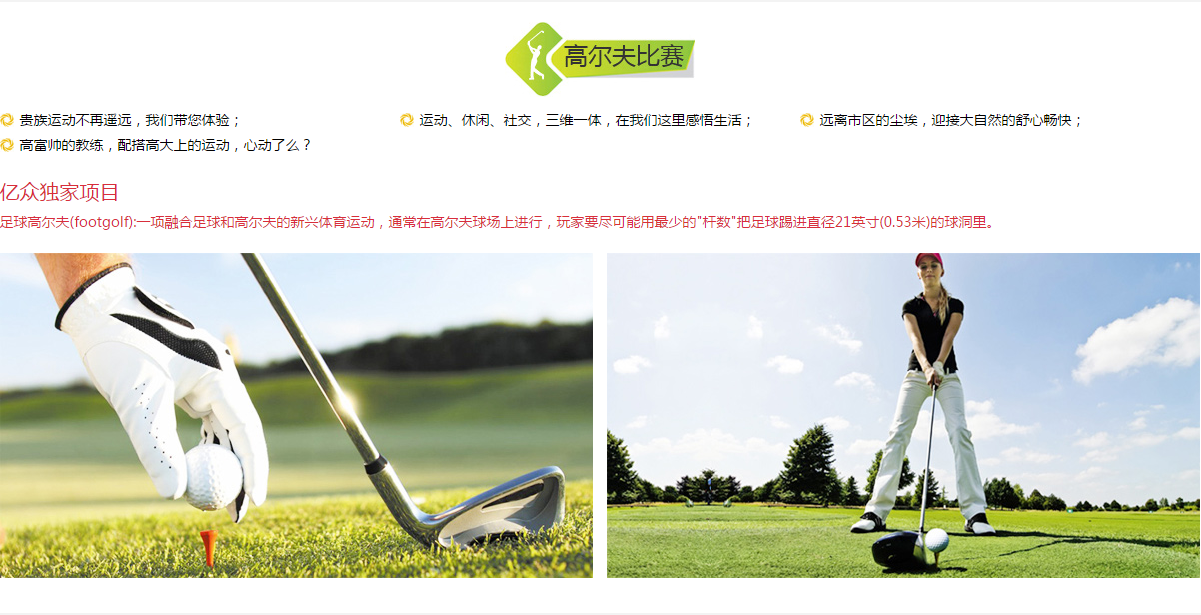 高尔夫比赛
贵族运动不再遥远，我们带您体验；
运动、休闲、社交，三维一体，在我们这里感悟生活；
远离市区的尘埃，迎接大自然的舒心畅快；
高富帅的教练，配搭高大上的运动，心动了么？
亿众独家项目
足球高尔夫(footgolf):一项融合足球和高尔夫的新兴体育运动，通常在高尔夫球场上进行，玩家要尽可能用最少的"杆数"把足球踢进直径21英寸(0.53米)的球洞里。